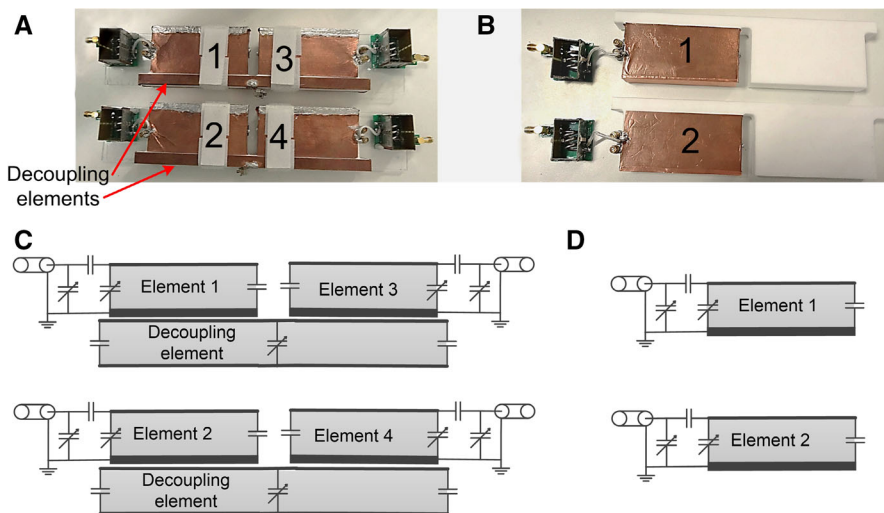 A
B
1
3
1
2
4
2
Decoupling
elements
C
D
Element 1
Element 3
Element 1
Decoupling
element
Element 2
Element 4
Element 2
Decoupling
element